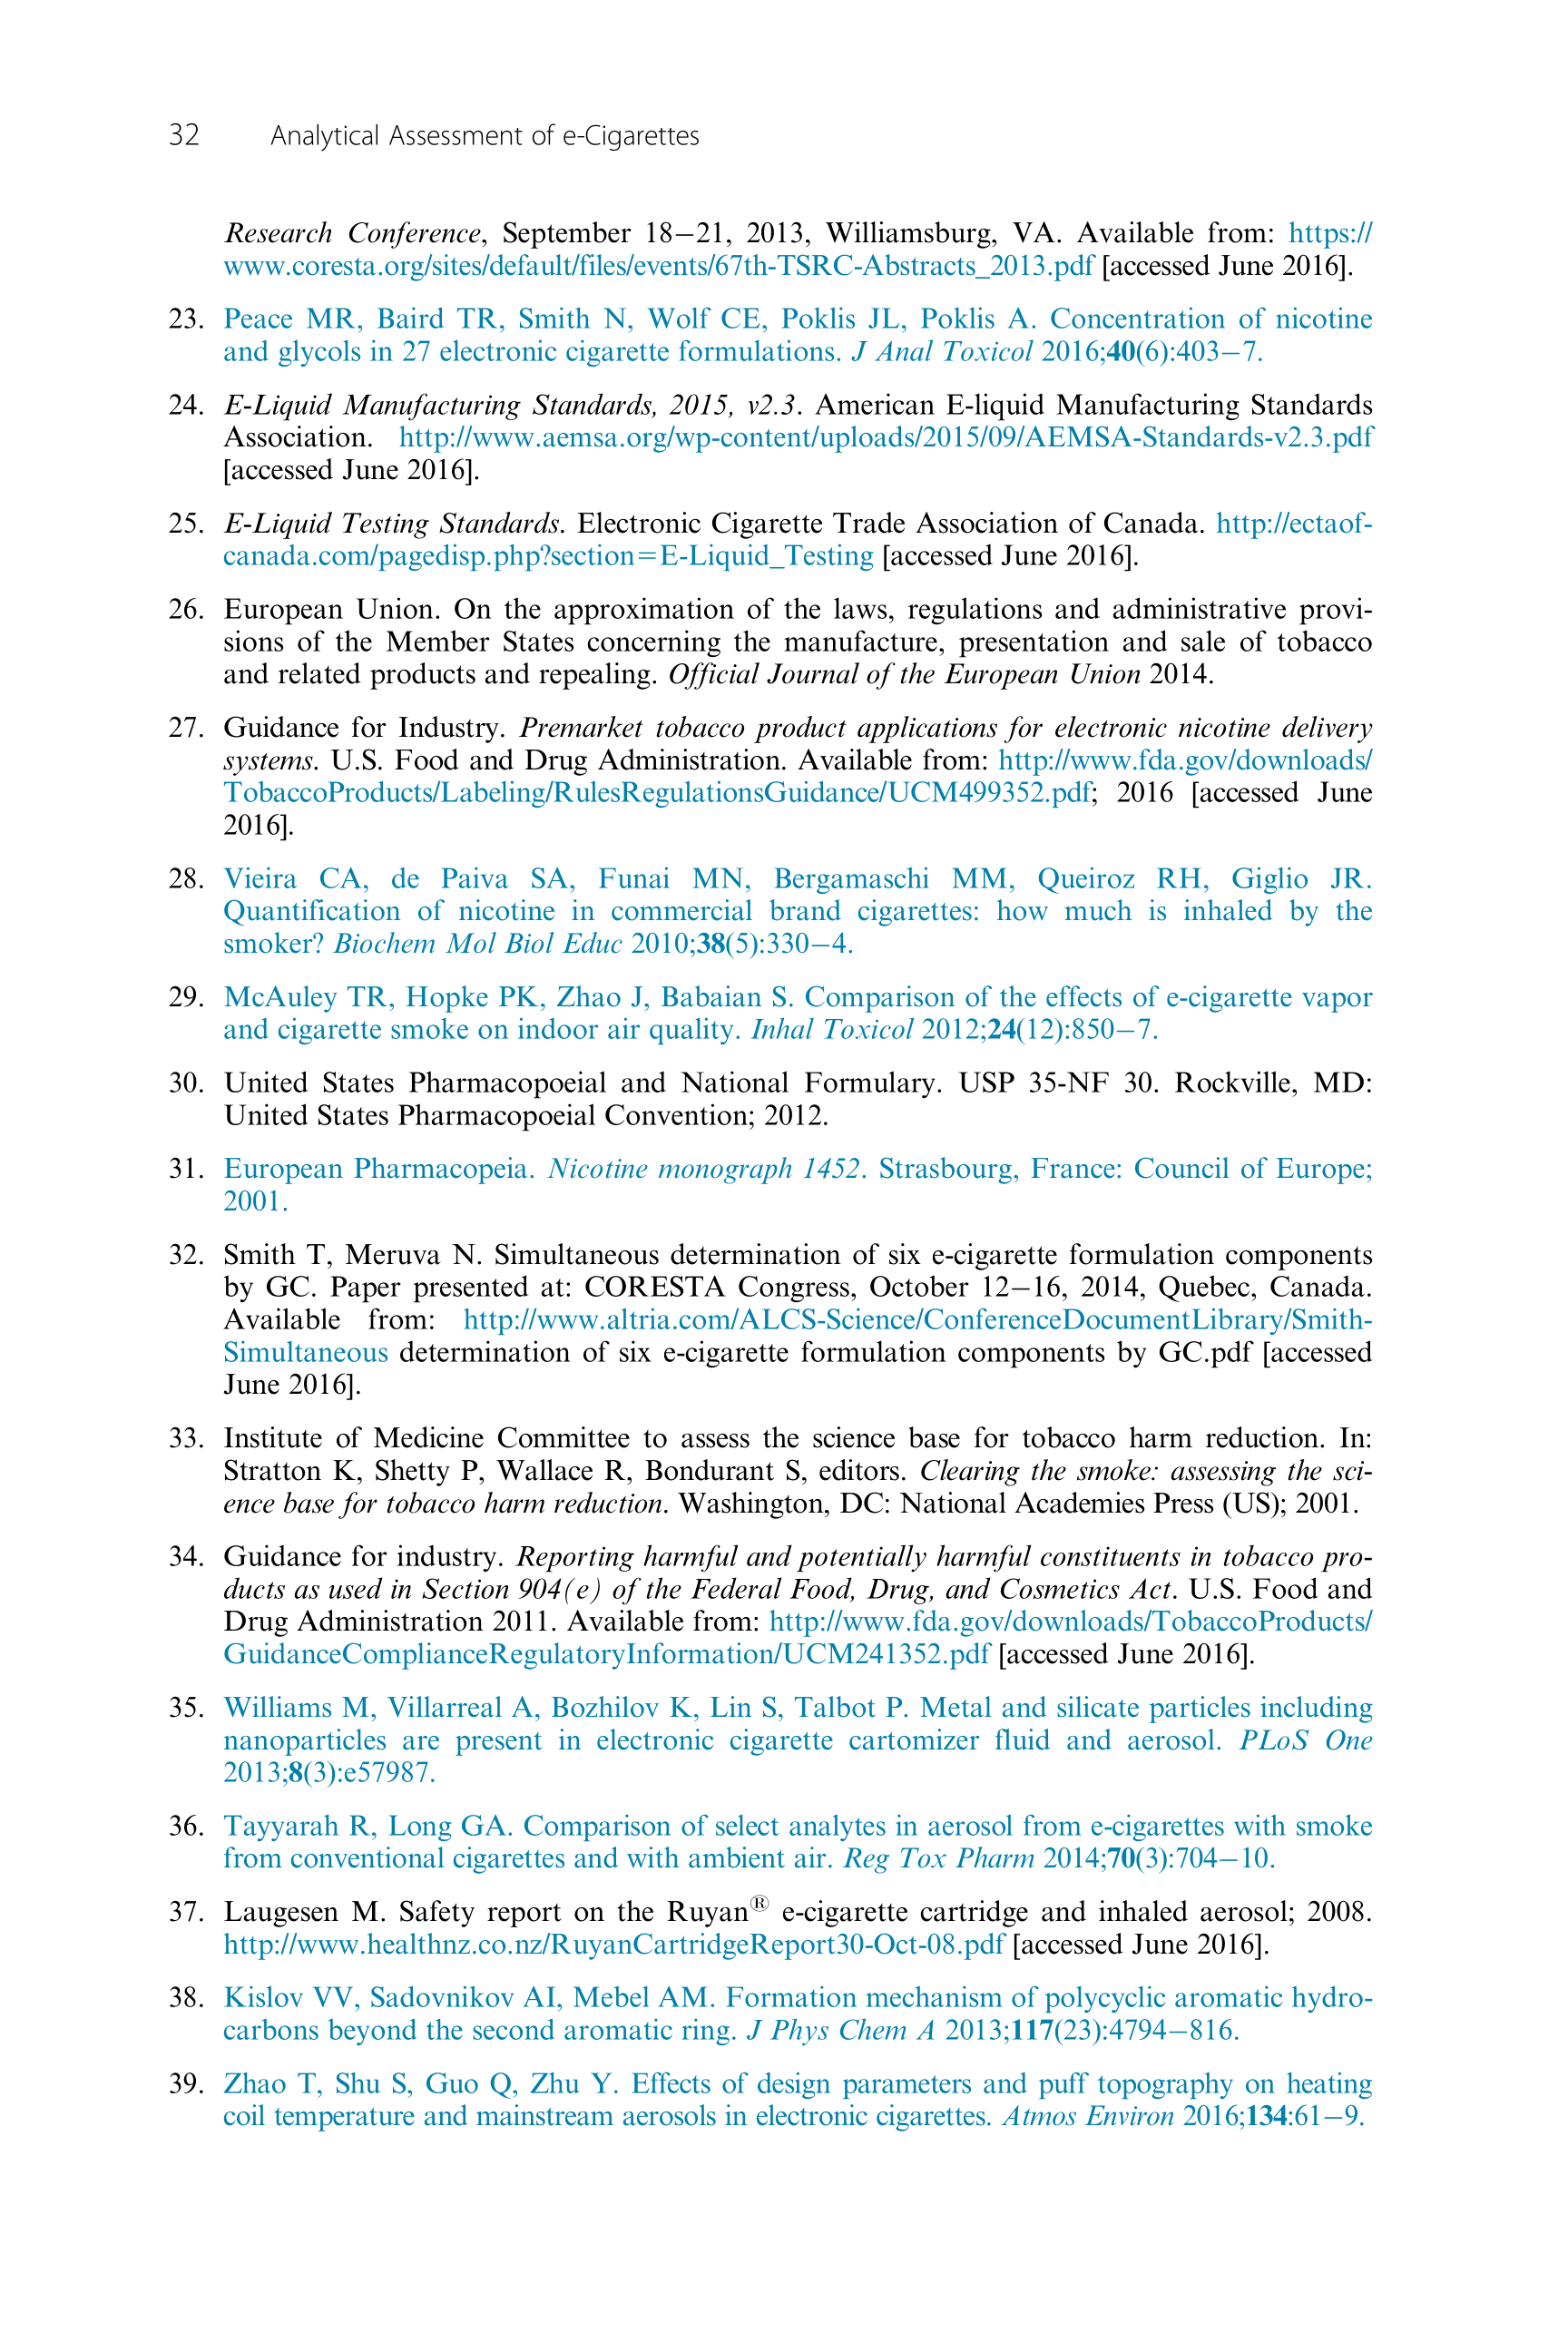 32 Analytical Assessment of e-Cigarettes
Research Conference, September 18–21, 2013, Williamsburg, VA. Available from: https://
www.coresta.org/sites/default/files/events/67th-TSRC-Abstracts_2013.pdf [accessed June 2016].
23. Peace MR, Baird TR, Smith N, Wolf CE, Poklis JL, Poklis A. Concentration of nicotine
and glycols in 27 electronic cigarette formulations. J Anal Toxicol 2016;40(6):403–7.
24. E-Liquid Manufacturing Standards, 2015, v2.3. American E-liquid Manufacturing Standards
Association. http://www.aemsa.org/wp-content/uploads/2015/09/AEMSA-Standards-v2.3.pdf
[accessed June 2016].
25. E-Liquid Testing Standards. Electronic Cigarette Trade Association of Canada. http://ectaof-
canada.com/pagedisp.php?section=E-Liquid_Testing [accessed June 2016].
26. European Union. On the approximation of the laws, regulations and administrative provi-
sions of the Member States concerning the manufacture, presentation and sale of tobacco
and related products and repealing. Official Journal of the European Union 2014.
27. Guidance for Industry. Premarket tobacco product applications for electronic nicotine delivery
systems. U.S. Food and Drug Administration. Available from: http://www.fda.gov/downloads/
TobaccoProducts/Labeling/RulesRegulationsGuidance/UCM499352.pdf; 2016 [accessed June
2016].
28. Vieira CA, de Paiva SA, Funai MN, Bergamaschi MM, Queiroz RH, Giglio JR.
Quantification of nicotine in commercial brand cigarettes: how much is inhaled by the
smoker? Biochem Mol Biol Educ 2010;38(5):330–4.
29. McAuley TR, Hopke PK, Zhao J, Babaian S. Comparison of the effects of e-cigarette vapor
and cigarette smoke on indoor air quality. Inhal Toxicol 2012;24(12):850–7.
30. United States Pharmacopoeial and National Formulary. USP 35-NF 30. Rockville, MD:
United States Pharmacopoeial Convention; 2012.
31. European Pharmacopeia. Nicotine monograph 1452. Strasbourg, France: Council of Europe;
2001.
32. Smith T, Meruva N. Simultaneous determination of six e-cigarette formulation components
by GC. Paper presented at: CORESTA Congress, October 12–16, 2014, Quebec, Canada.
Available from: http://www.altria.com/ALCS-Science/ConferenceDocumentLibrary/Smith-
Simultaneous determination of six e-cigarette formulation components by GC.pdf [accessed
June 2016].
33. Institute of Medicine Committee to assess the science base for tobacco harm reduction. In:
Stratton K, Shetty P, Wallace R, Bondurant S, editors. Clearing the smoke: assessing the sci-
ence base for tobacco harm reduction. Washington, DC: National Academies Press (US); 2001.
34. Guidance for industry. Reporting harmful and potentially harmful constituents in tobacco pro-
ducts as used in Section 904(e) of the Federal Food, Drug, and Cosmetics Act. U.S. Food and
Drug Administration 2011. Available from: http://www.fda.gov/downloads/TobaccoProducts/
GuidanceComplianceRegulatoryInformation/UCM241352.pdf [accessed June 2016].
35. Williams M, Villarreal A, Bozhilov K, Lin S, Talbot P. Metal and silicate particles including
nanoparticles are present in electronic cigarette cartomizer fluid and aerosol. PLoS One
2013;8(3):e57987.
36. Tayyarah R, Long GA. Comparison of select analytes in aerosol from e-cigarettes with smoke
from conventional cigarettes and with ambient air. Reg Tox Pharm 2014;70(3):704–10.
37. Laugesen M. Safety report on the Ruyan® e-cigarette cartridge and inhaled aerosol; 2008.
http://www.healthnz.co.nz/RuyanCartridgeReport30-Oct-08.pdf [accessed June 2016].
38. Kislov VV, Sadovnikov AI, Mebel AM. Formation mechanism of polycyclic aromatic hydro-
carbons beyond the second aromatic ring. J Phys Chem A 2013;117(23):4794–816.
39. Zhao T, Shu S, Guo Q, Zhu Y. Effects of design parameters and puff topography on heating
coil temperature and mainstream aerosols in electronic cigarettes. Atmos Environ 2016;134:61–9.